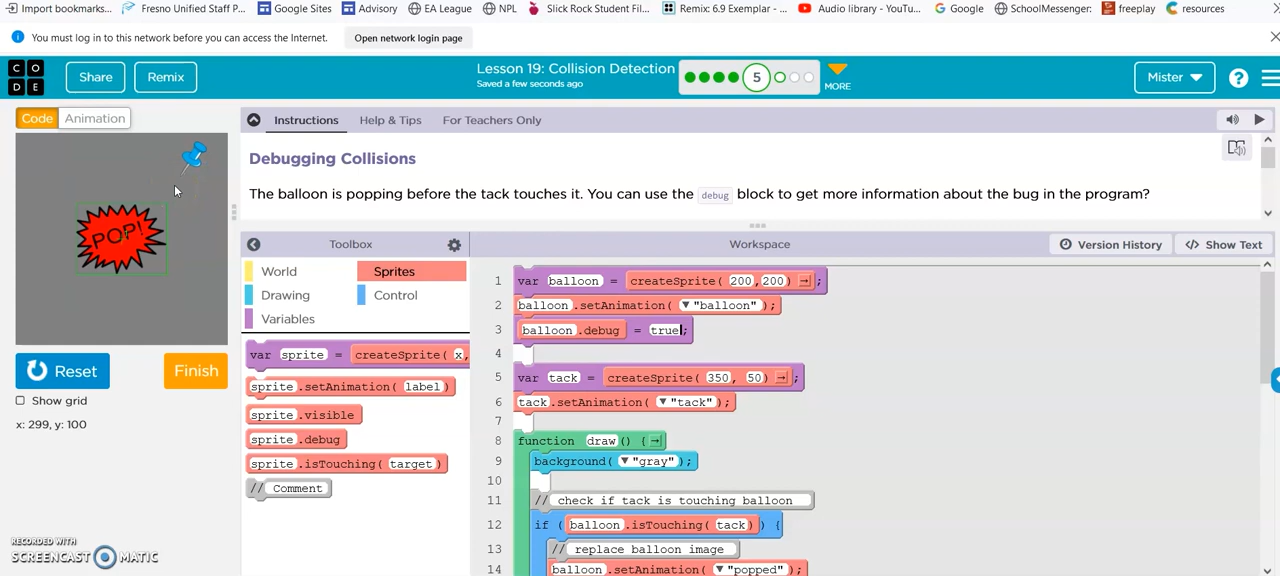 Import bookmarks... Fresno Unified Staff P... Google Sites Advisory EA League NPL Slick Rock Student Fil... Remix: 6.9 Exemplar - ... Audio library - YouT... Google SchoolMessenger: freeplay resources
You must log in to this network before you can access the Internet. Open network login page
C O D E
Share Remix
Lesson 19: Collision Detection
Saved a few seconds ago
5
MORE
Mister
?
Code Animation
Instructions Help & Tips For Teachers Only
Debugging Collisions
The balloon is popping before the tack touches it. You can use the debug block to get more information about the bug in the program?
POP!
Toolbox Workspace Version History </> Show Text
World Sprites
Drawing Control
Variables
var sprite = createSprite( x,
sprite.setAnimation( label)
sprite.visible
sprite.debug
sprite.isTouching( target)
// Comment
1 var balloon = createSprite( 200,200);
2 balloon.setAnimation( "balloon");
3 balloon.debug = true;
4
5 var tack = createSprite( 350, 50);
6 tack.setAnimation( "tack");
7
8 function draw() {
9 background( "gray");
10
11 // check if tack is touching balloon
12 if (balloon.isTouching( tack)) {
13 // replace balloon image
14 balloon.setAnimation( "popped");
Reset Finish
Show grid
x: 299, y: 100
RECORDED WITH
SCREENCAST MATIC